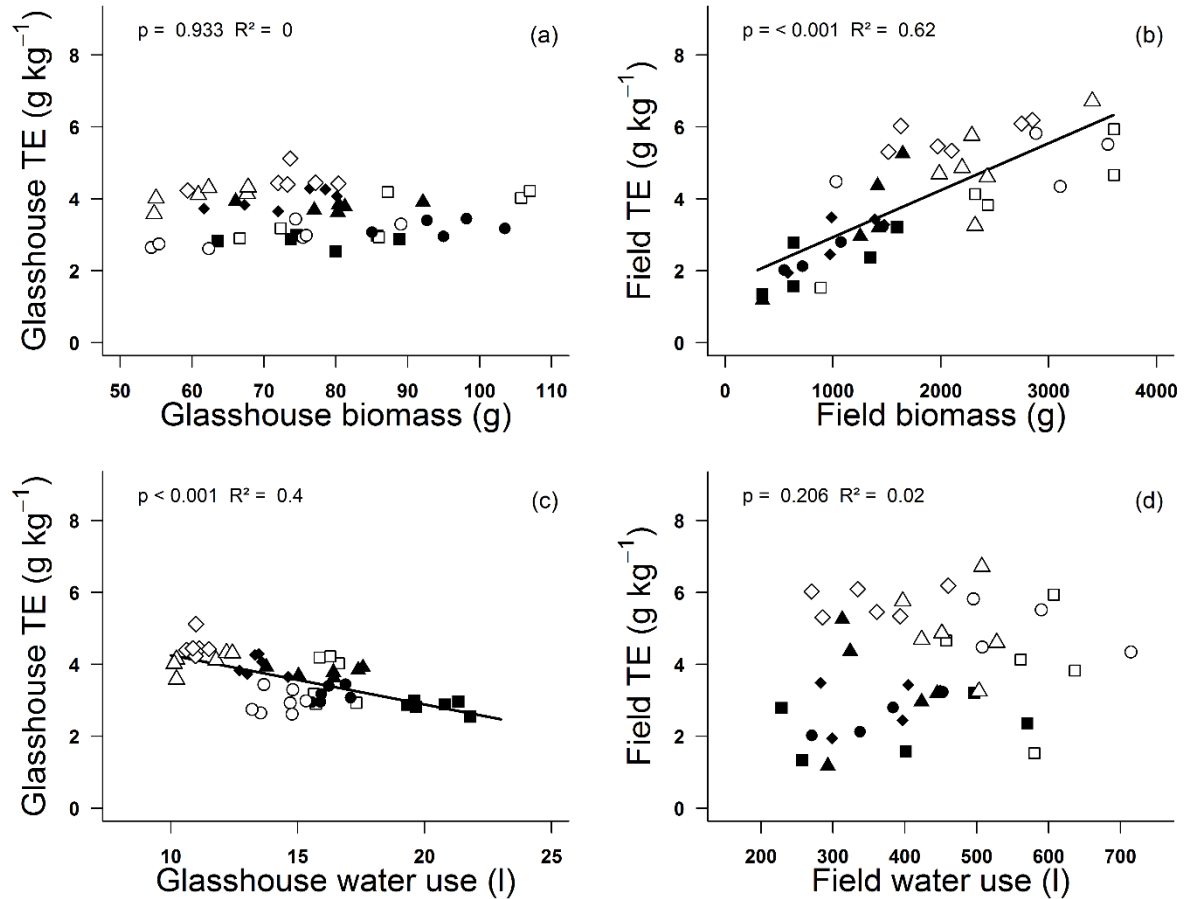 p = 0.933 R² = 0
(a)
Glasshouse TE (g kg⁻¹)
8
6
4
2
0
50 60 70 80 90 100 110
Glasshouse biomass (g)
p = < 0.001 R² = 0.62
(b)
Field TE (g kg⁻¹)
8
6
4
2
0
0 1000 2000 3000 4000
Field biomass (g)
p < 0.001 R² = 0.4
(c)
Glasshouse TE (g kg⁻¹)
8
6
4
2
0
10 15 20 25
Glasshouse water use (l)
p = 0.206 R² = 0.02
(d)
Field TE (g kg⁻¹)
8
6
4
2
0
200 300 400 500 600 700
Field water use (l)